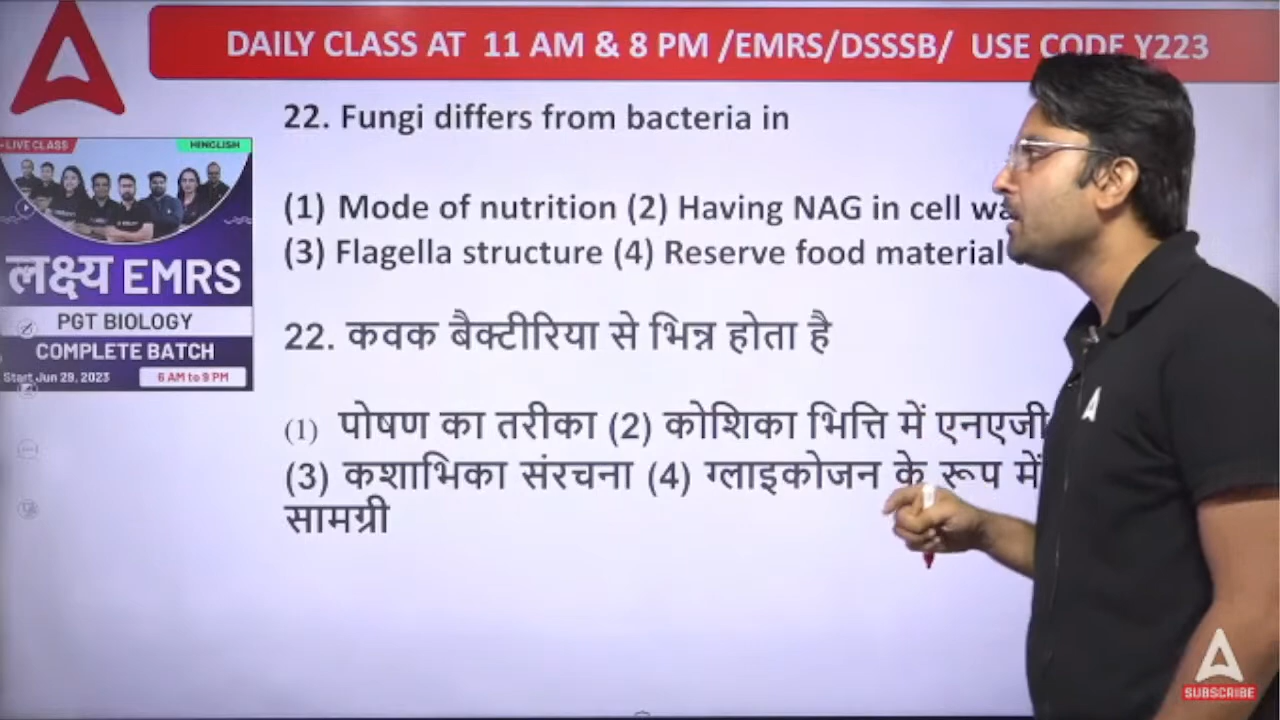 DAILY CLASS AT 11 AM & 8 PM /EMRS/DSSSB/ USE CODE Y223
22. Fungi differs from bacteria in
LIVE CLASS
HINGLISH
(1) Mode of nutrition (2) Having NAG in cell
(3) Flagella structure (4) Reserve food material
लक्ष्य EMRS
PGT BIOLOGY
COMPLETE BATCH
Start Jun 29, 2023
6 AM to 9 PM
22. कवक बैक्टीरिया से भिन्न होता है
(1) पोषण का तरीका (2) कोशिका भित्ति में एनएजी
(3) कशाभिका संरचना (4) ग्लाइकोजन के रूप में
सामग्री
SUBSCRIBE